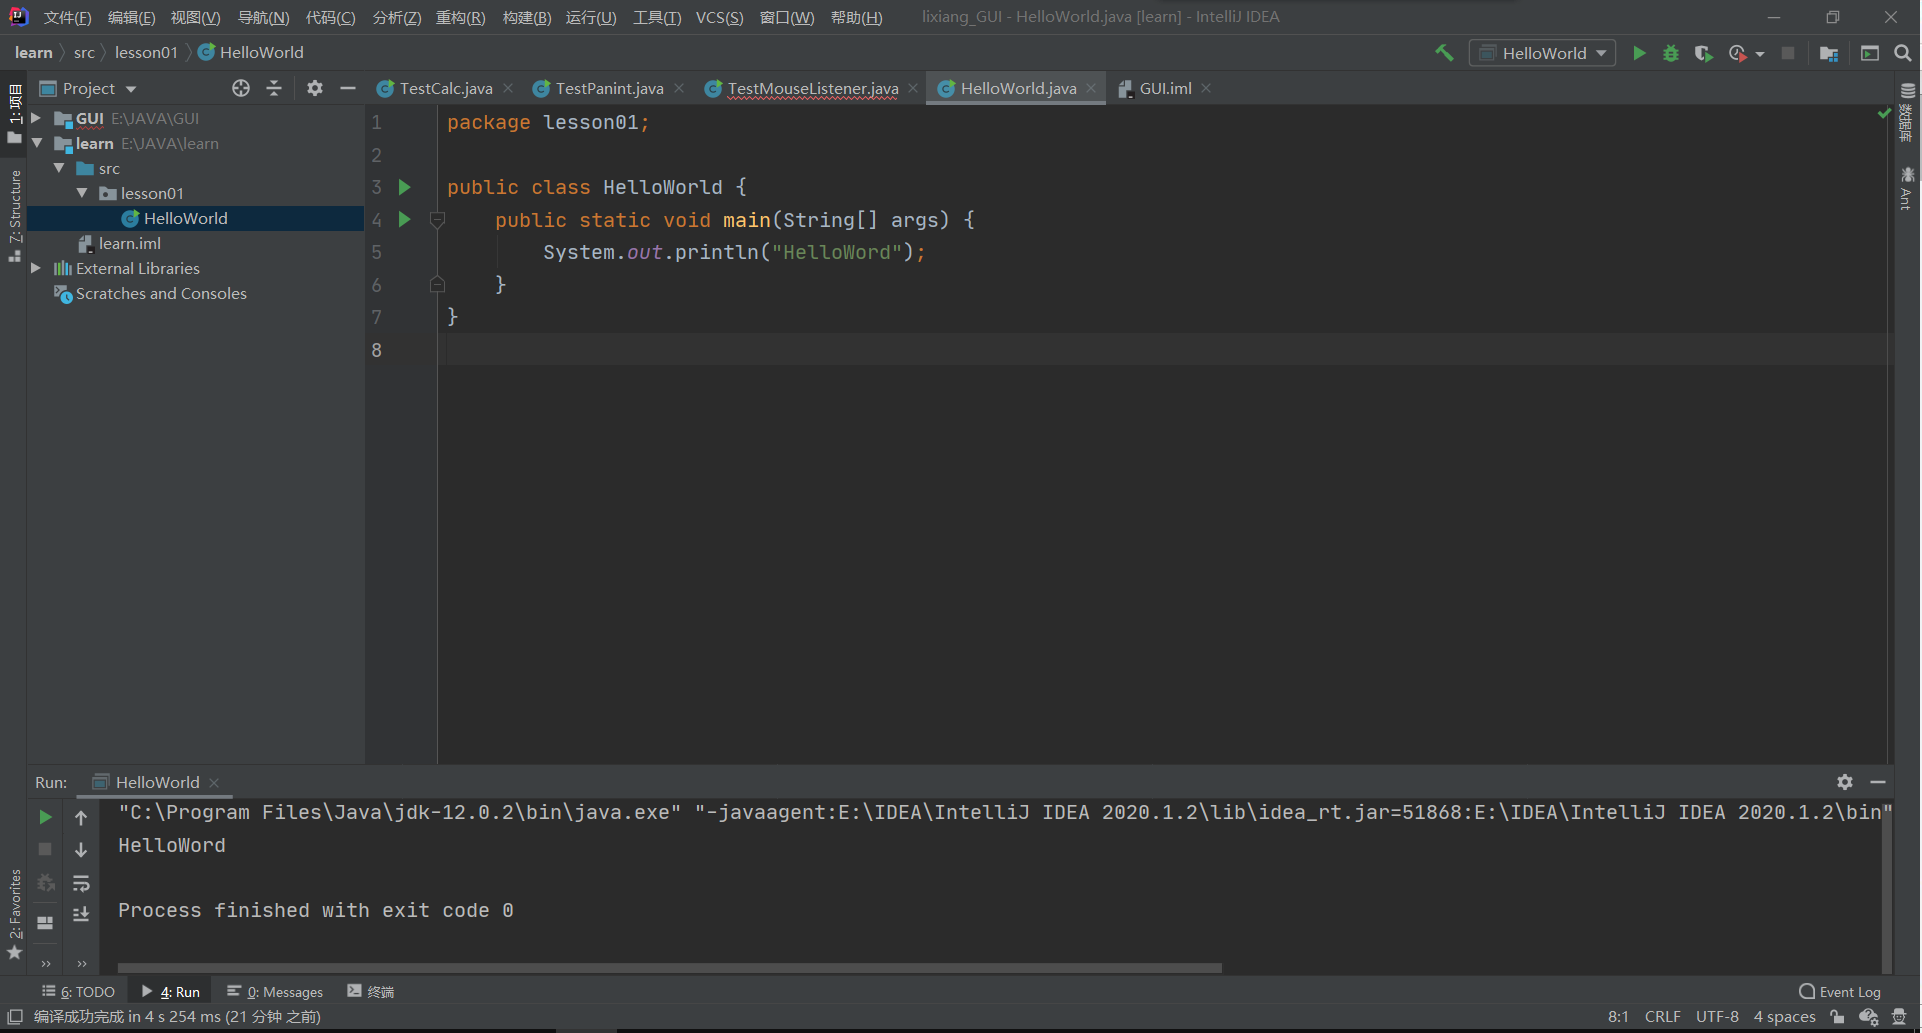 文件(F) 编辑(E) 视图(V) 导航(N) 代码(C) 分析(Z) 重构(R) 构建(B) 运行(U) 工具(T) VCS(S) 窗口(W) 帮助(H) lixiang_GUI - HelloWorld.java [learn] - IntelliJ IDEA
learn src lesson01 HelloWorld HelloWorld
Project TestCalc.java TestPanint.java TestMouseListener.java HelloWorld.java GUI.iml
1: 项目
7: Structure
2: Favorites
GUI E:\JAVA\GUI
learn E:\JAVA\learn
src
lesson01
HelloWorld
learn.iml
External Libraries
Scratches and Consoles
1 package lesson01;
2
3 public class HelloWorld {
4 public static void main(String[] args) {
5 System.out.println("HelloWord");
6 }
7 }
8
数据库
Ant
Run: HelloWorld
"C:\Program Files\Java\jdk-12.0.2\bin\java.exe" "-javaagent:E:\IDEA\IntelliJ IDEA 2020.1.2\lib\idea_rt.jar=51868:E:\IDEA\IntelliJ IDEA 2020.1.2\bin"
HelloWord
Process finished with exit code 0
6: TODO 4: Run 0: Messages 终端 Event Log
编译成功完成 in 4 s 254 ms (21 分钟 之前) 8:1 CRLF UTF-8 4 spaces